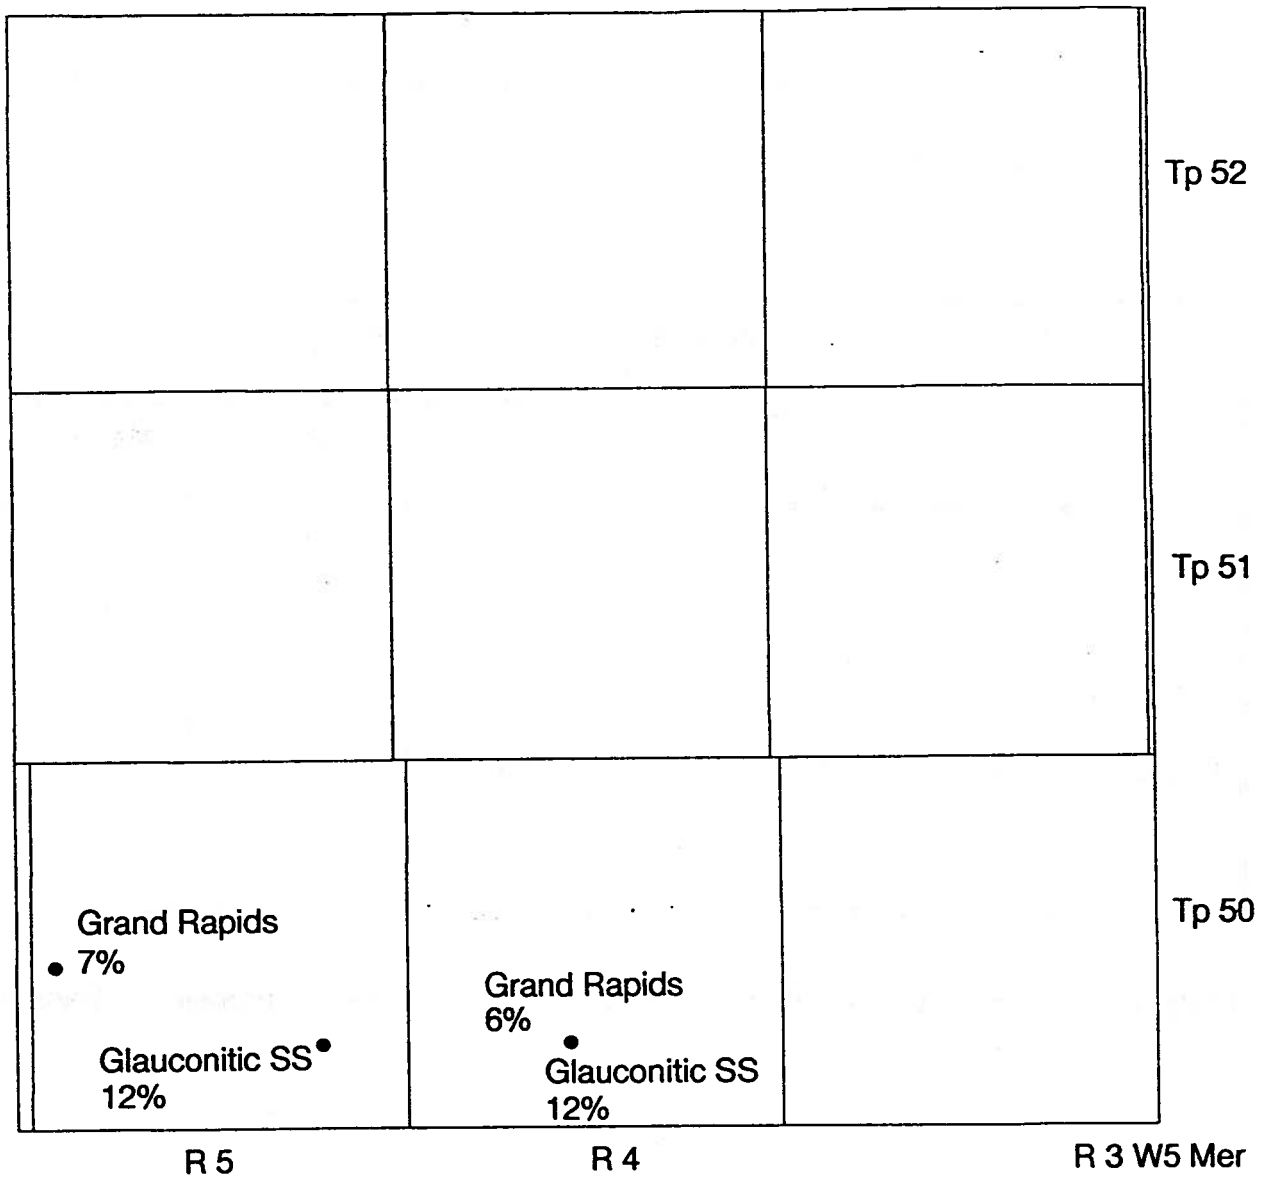 Tp 52
Tp 51
Tp 50
Grand Rapids
7%
Glauconitic SS
12%
Grand Rapids
6%
Glauconitic SS
12%
R 5
R 4
R 3 W5 Mer